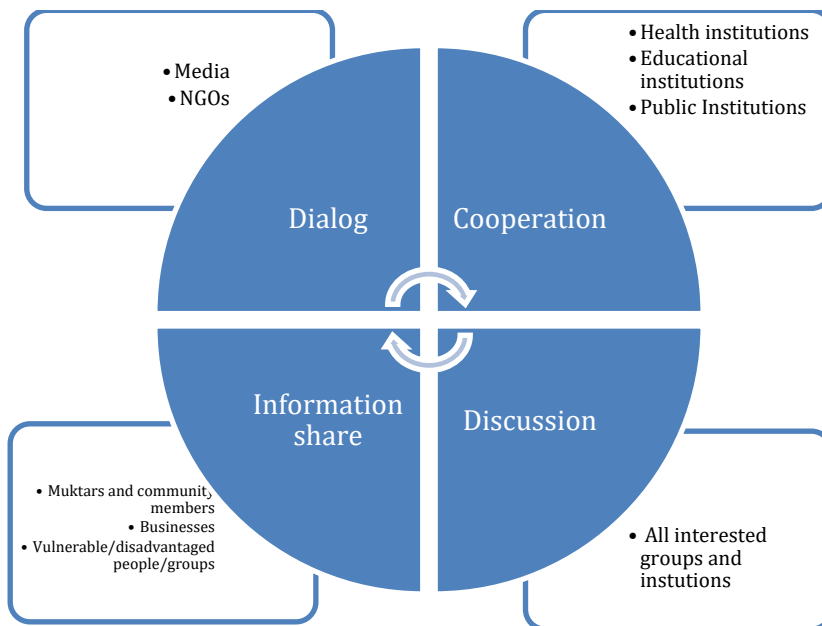 • Media
• NGOs
• Health institutions
• Educational
institutions
• Public Institutions
Dialog
Cooperation
Information
share
Discussion
• Muktars and community
members
• Businesses
• Vulnerable/disadvantaged
people/groups
• All interested
groups and
instutions